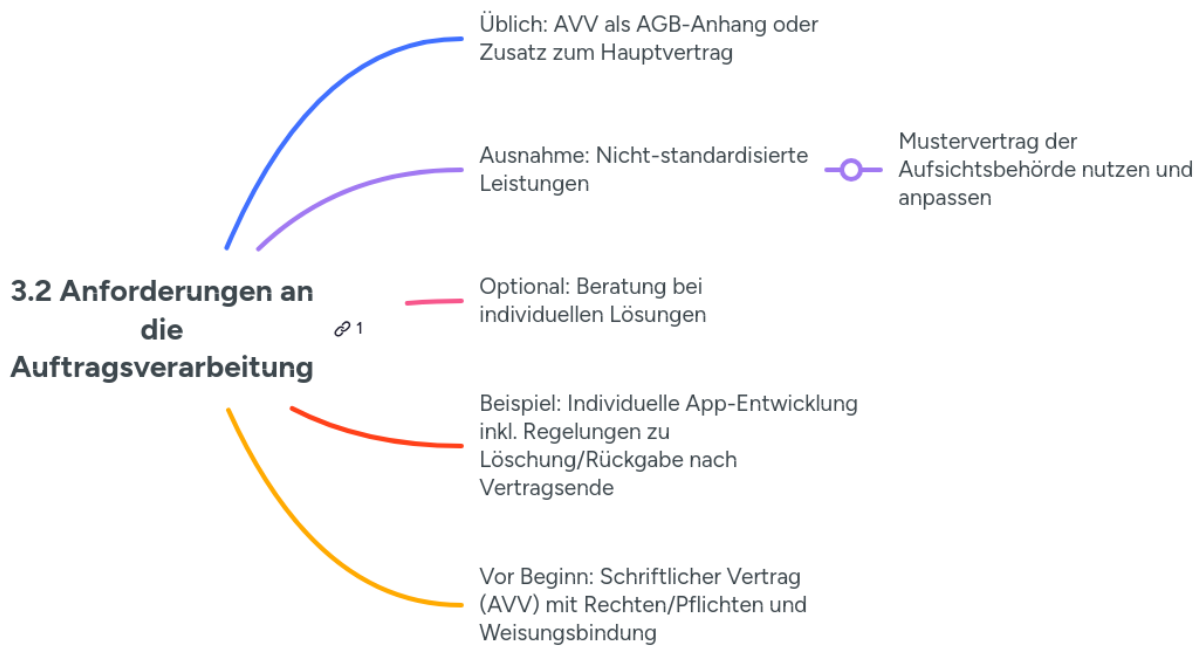 3.2 Anforderungen an
die
Auftragsverarbeitung
1
Üblich: AVV als AGB-Anhang oder
Zusatz zum Hauptvertrag
Ausnahme: Nicht-standardisierte
Leistungen
Mustervertrag der
Aufsichtsbehörde nutzen und
anpassen
Optional: Beratung bei
individuellen Lösungen
Beispiel: Individuelle App-Entwicklung
inkl. Regelungen zu
Löschung/Rückgabe nach
Vertragsende
Vor Beginn: Schriftlicher Vertrag
(AVV) mit Rechten/Pflichten und
Weisungsbindung